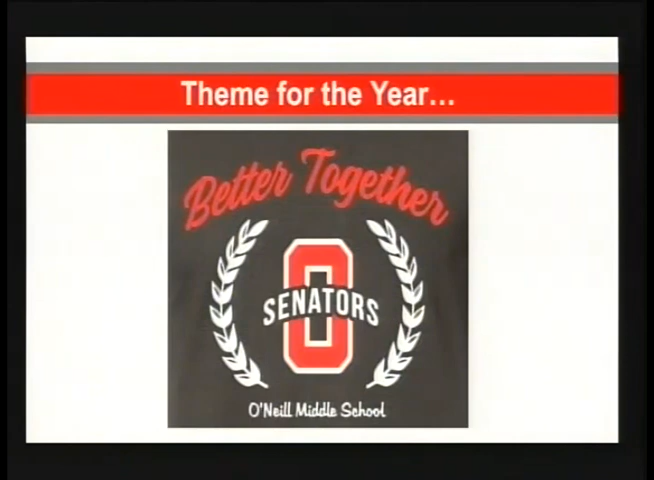 Theme for the Year...
Better Together
O
SENATORS
O'Neill Middle School